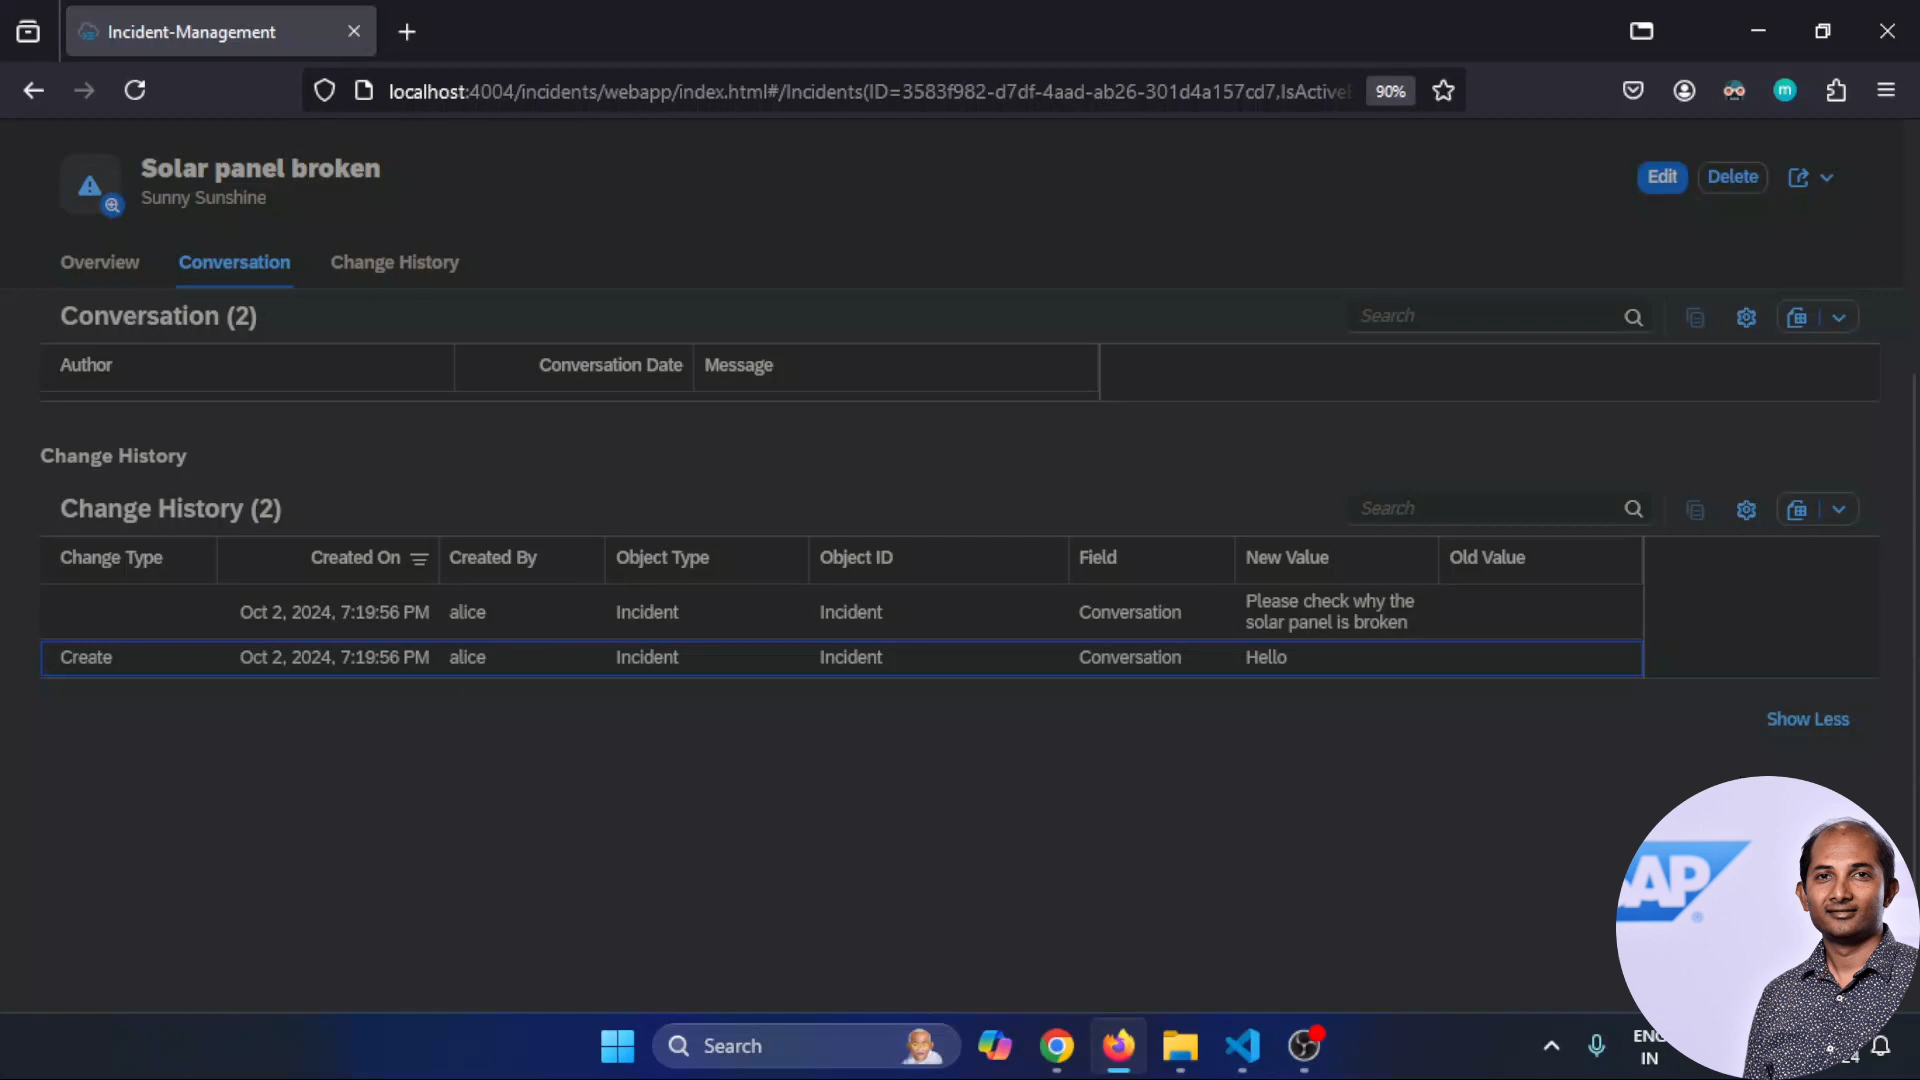 Incident-Management
localhost:4004/incidents/webapp/index.html#/Incidents(ID=3583f982-d7df-4aad-ab26-301d4a157cd7,IsActiveE
90%
m
Solar panel broken
Sunny Sunshine
Edit
Delete
Overview
Conversation
Change History
Conversation (2)
Search
Author
Conversation Date
Message
Change History
Change History (2)
Search
Change Type
Created On
Created By
Object Type
Object ID
Field
New Value
Old Value
Oct 2, 2024, 7:19:56 PM
alice
Incident
Incident
Conversation
Please check why the
solar panel is broken
Create
Oct 2, 2024, 7:19:56 PM
alice
Incident
Incident
Conversation
Hello
Show Less
AP
®
Search
ENG
IN
24